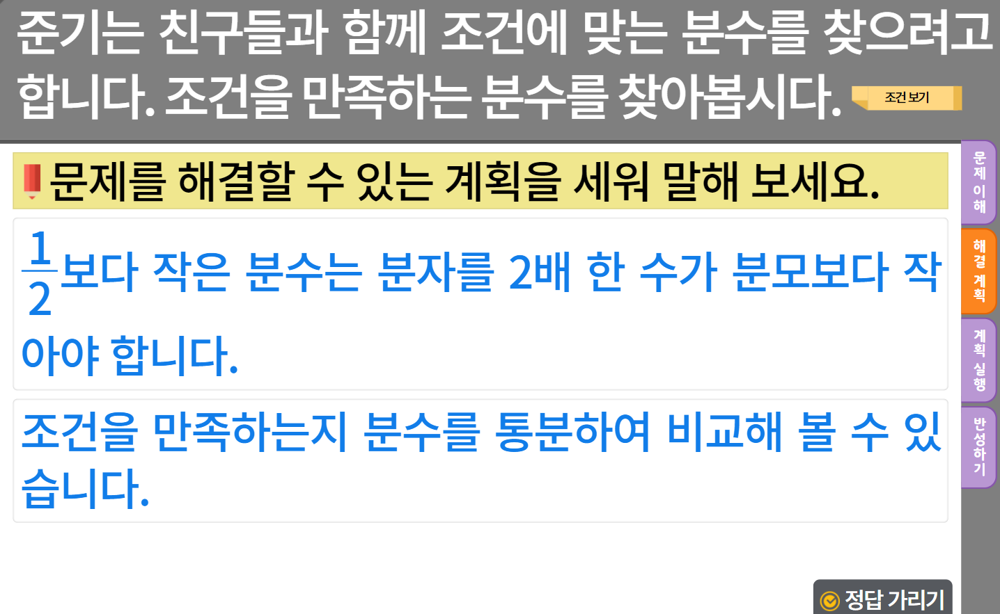 준기는 친구들과 함께 조건에 맞는 분수를 찾으려고
합니다. 조건을 만족하는 분수를 찾아봅시다.
조건 보기
문제를 해결할 수 있는 계획을 세워 말해 보세요.
1/2보다 작은 분수는 분자를 2배 한 수가 분모보다 작
아야 합니다.
조건을 만족하는지 분수를 통분하여 비교해 볼 수 있
습니다.
문제 이해
해결 계획
계획 실행
반성하기
정답 가리기